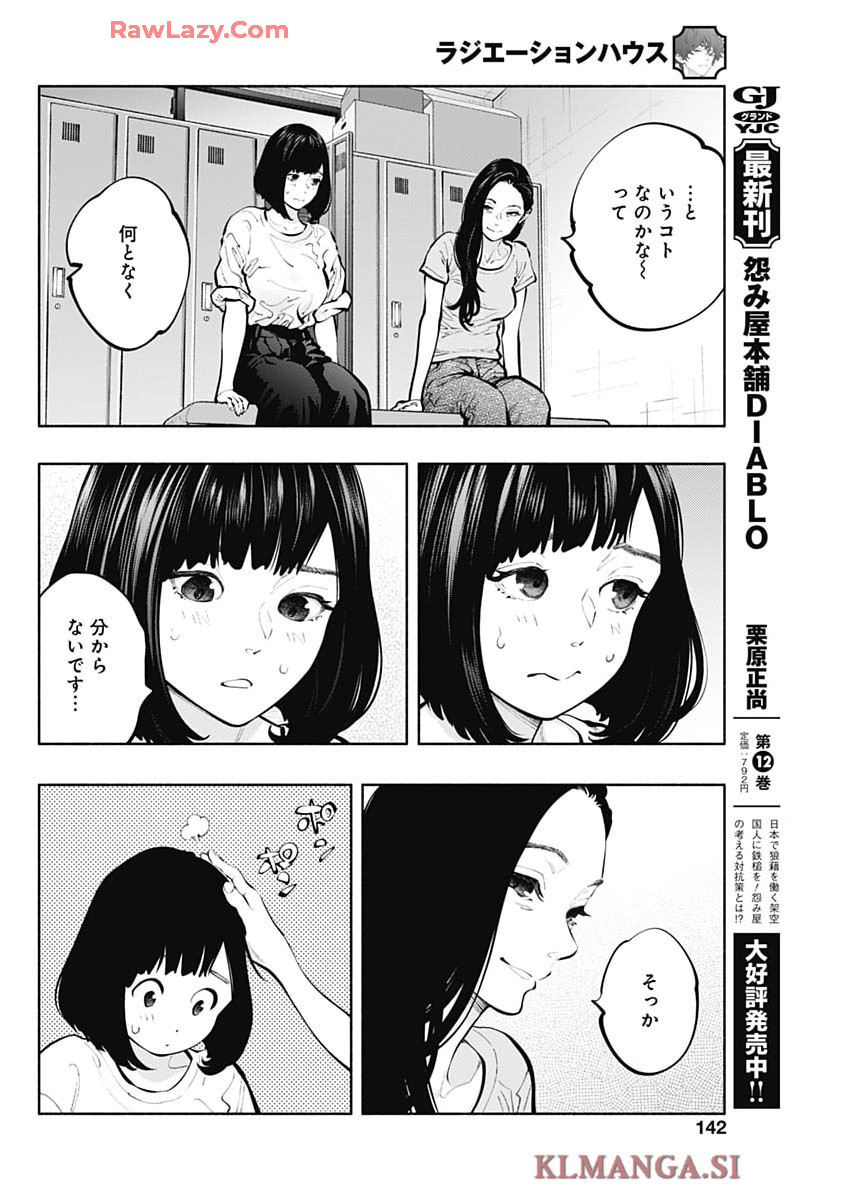 RawLazy.Com
ラジエーションハウス
…と
いうコト
なのかな〜
って
何となく
分から
ないです…
そっか
ポン
ポン
GJ
グランド
YJC
最新刊
怨み屋本舗DIABLO
栗原正尚
第12巻
定価:792円
日本で狼藉を働く架空
国人に鉄槌を!怨み屋
の考える対抗策とは!?
大好評発売中!!
142
KLMANGA.SI